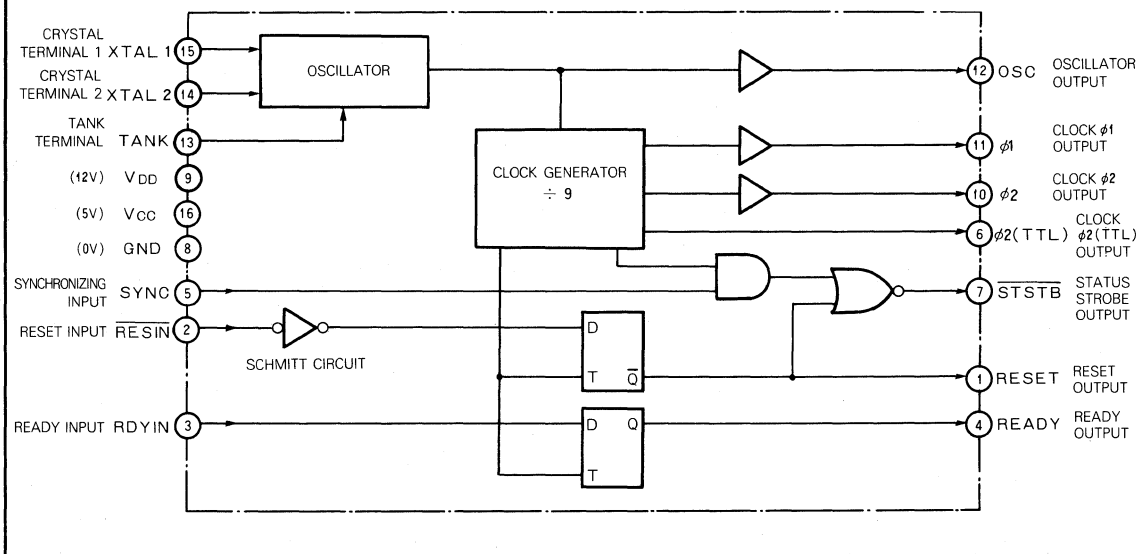 CRYSTAL
TERMINAL 1 XTAL 1 15
CRYSTAL
TERMINAL 2 XTAL 2 14
TANK
TERMINAL TANK 13
(12V) VDD 9
(5V) VCC 16
(0V) GND 8
SYNCHRONIZING
INPUT SYNC 5
RESET INPUT R̅E̅S̅I̅N̅ 2
READY INPUT RDYIN 3
OSCILLATOR
CLOCK GENERATOR
÷ 9
SCHMITT CIRCUIT
D
T Q̅
D Q
T
12 OSC OSCILLATOR
OUTPUT
11 φ1 CLOCK φ1
OUTPUT
10 φ2 CLOCK φ2
OUTPUT
6 φ2(TTL) CLOCK
φ2(TTL)
OUTPUT
7 S̅T̅S̅T̅B̅ STATUS
STROBE
OUTPUT
1 RESET RESET
OUTPUT
4 READY READY
OUTPUT